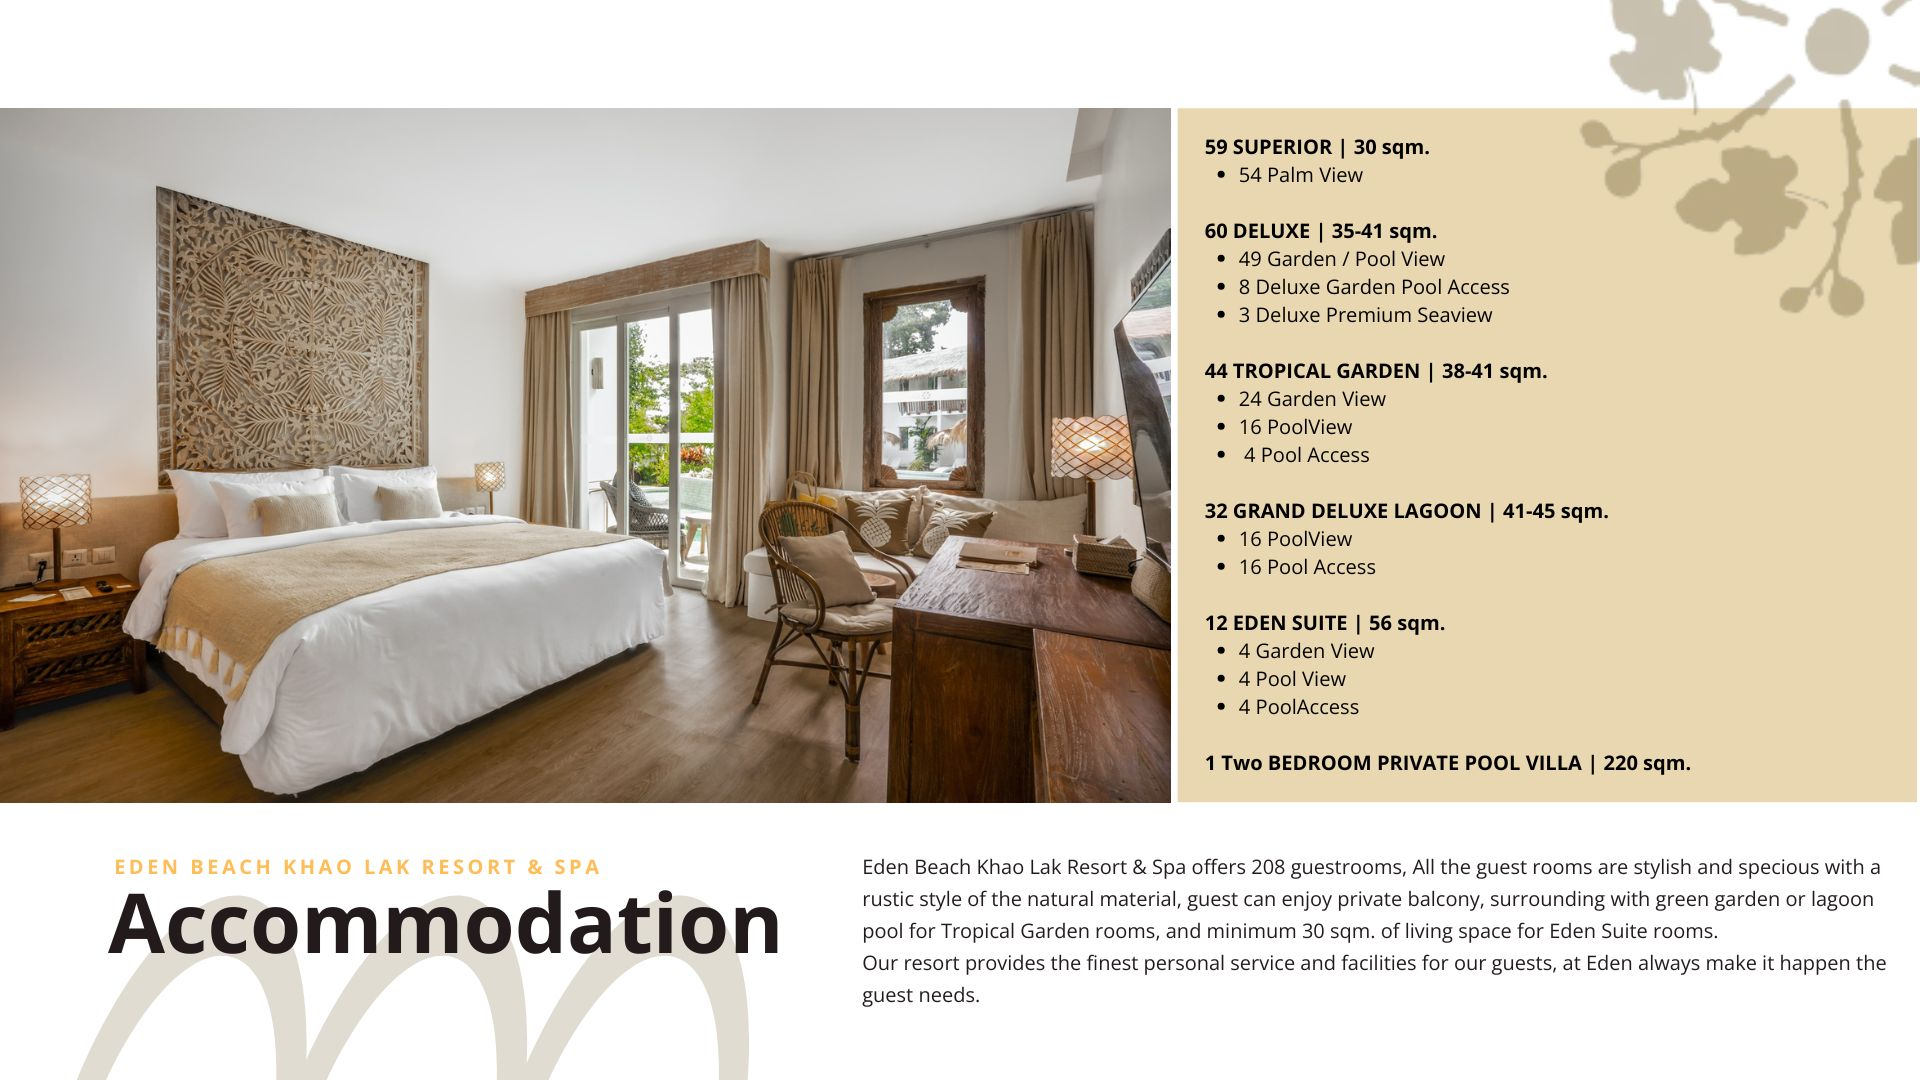 59 SUPERIOR | 30 sqm.
• 54 Palm View
60 DELUXE | 35-41 sqm.
• 49 Garden / Pool View
• 8 Deluxe Garden Pool Access
• 3 Deluxe Premium Seaview
44 TROPICAL GARDEN | 38-41 sqm.
• 24 Garden View
• 16 PoolView
• 4 Pool Access
32 GRAND DELUXE LAGOON | 41-45 sqm.
• 16 PoolView
• 16 Pool Access
12 EDEN SUITE | 56 sqm.
• 4 Garden View
• 4 Pool View
• 4 PoolAccess
1 Two BEDROOM PRIVATE POOL VILLA | 220 sqm.
EDEN BEACH KHAO LAK RESORT & SPA
Accommodation
Eden Beach Khao Lak Resort & Spa offers 208 guestrooms, All the guest rooms are stylish and specious with a
rustic style of the natural material, guest can enjoy private balcony, surrounding with green garden or lagoon
pool for Tropical Garden rooms, and minimum 30 sqm. of living space for Eden Suite rooms.
Our resort provides the finest personal service and facilities for our guests, at Eden always make it happen the
guest needs.